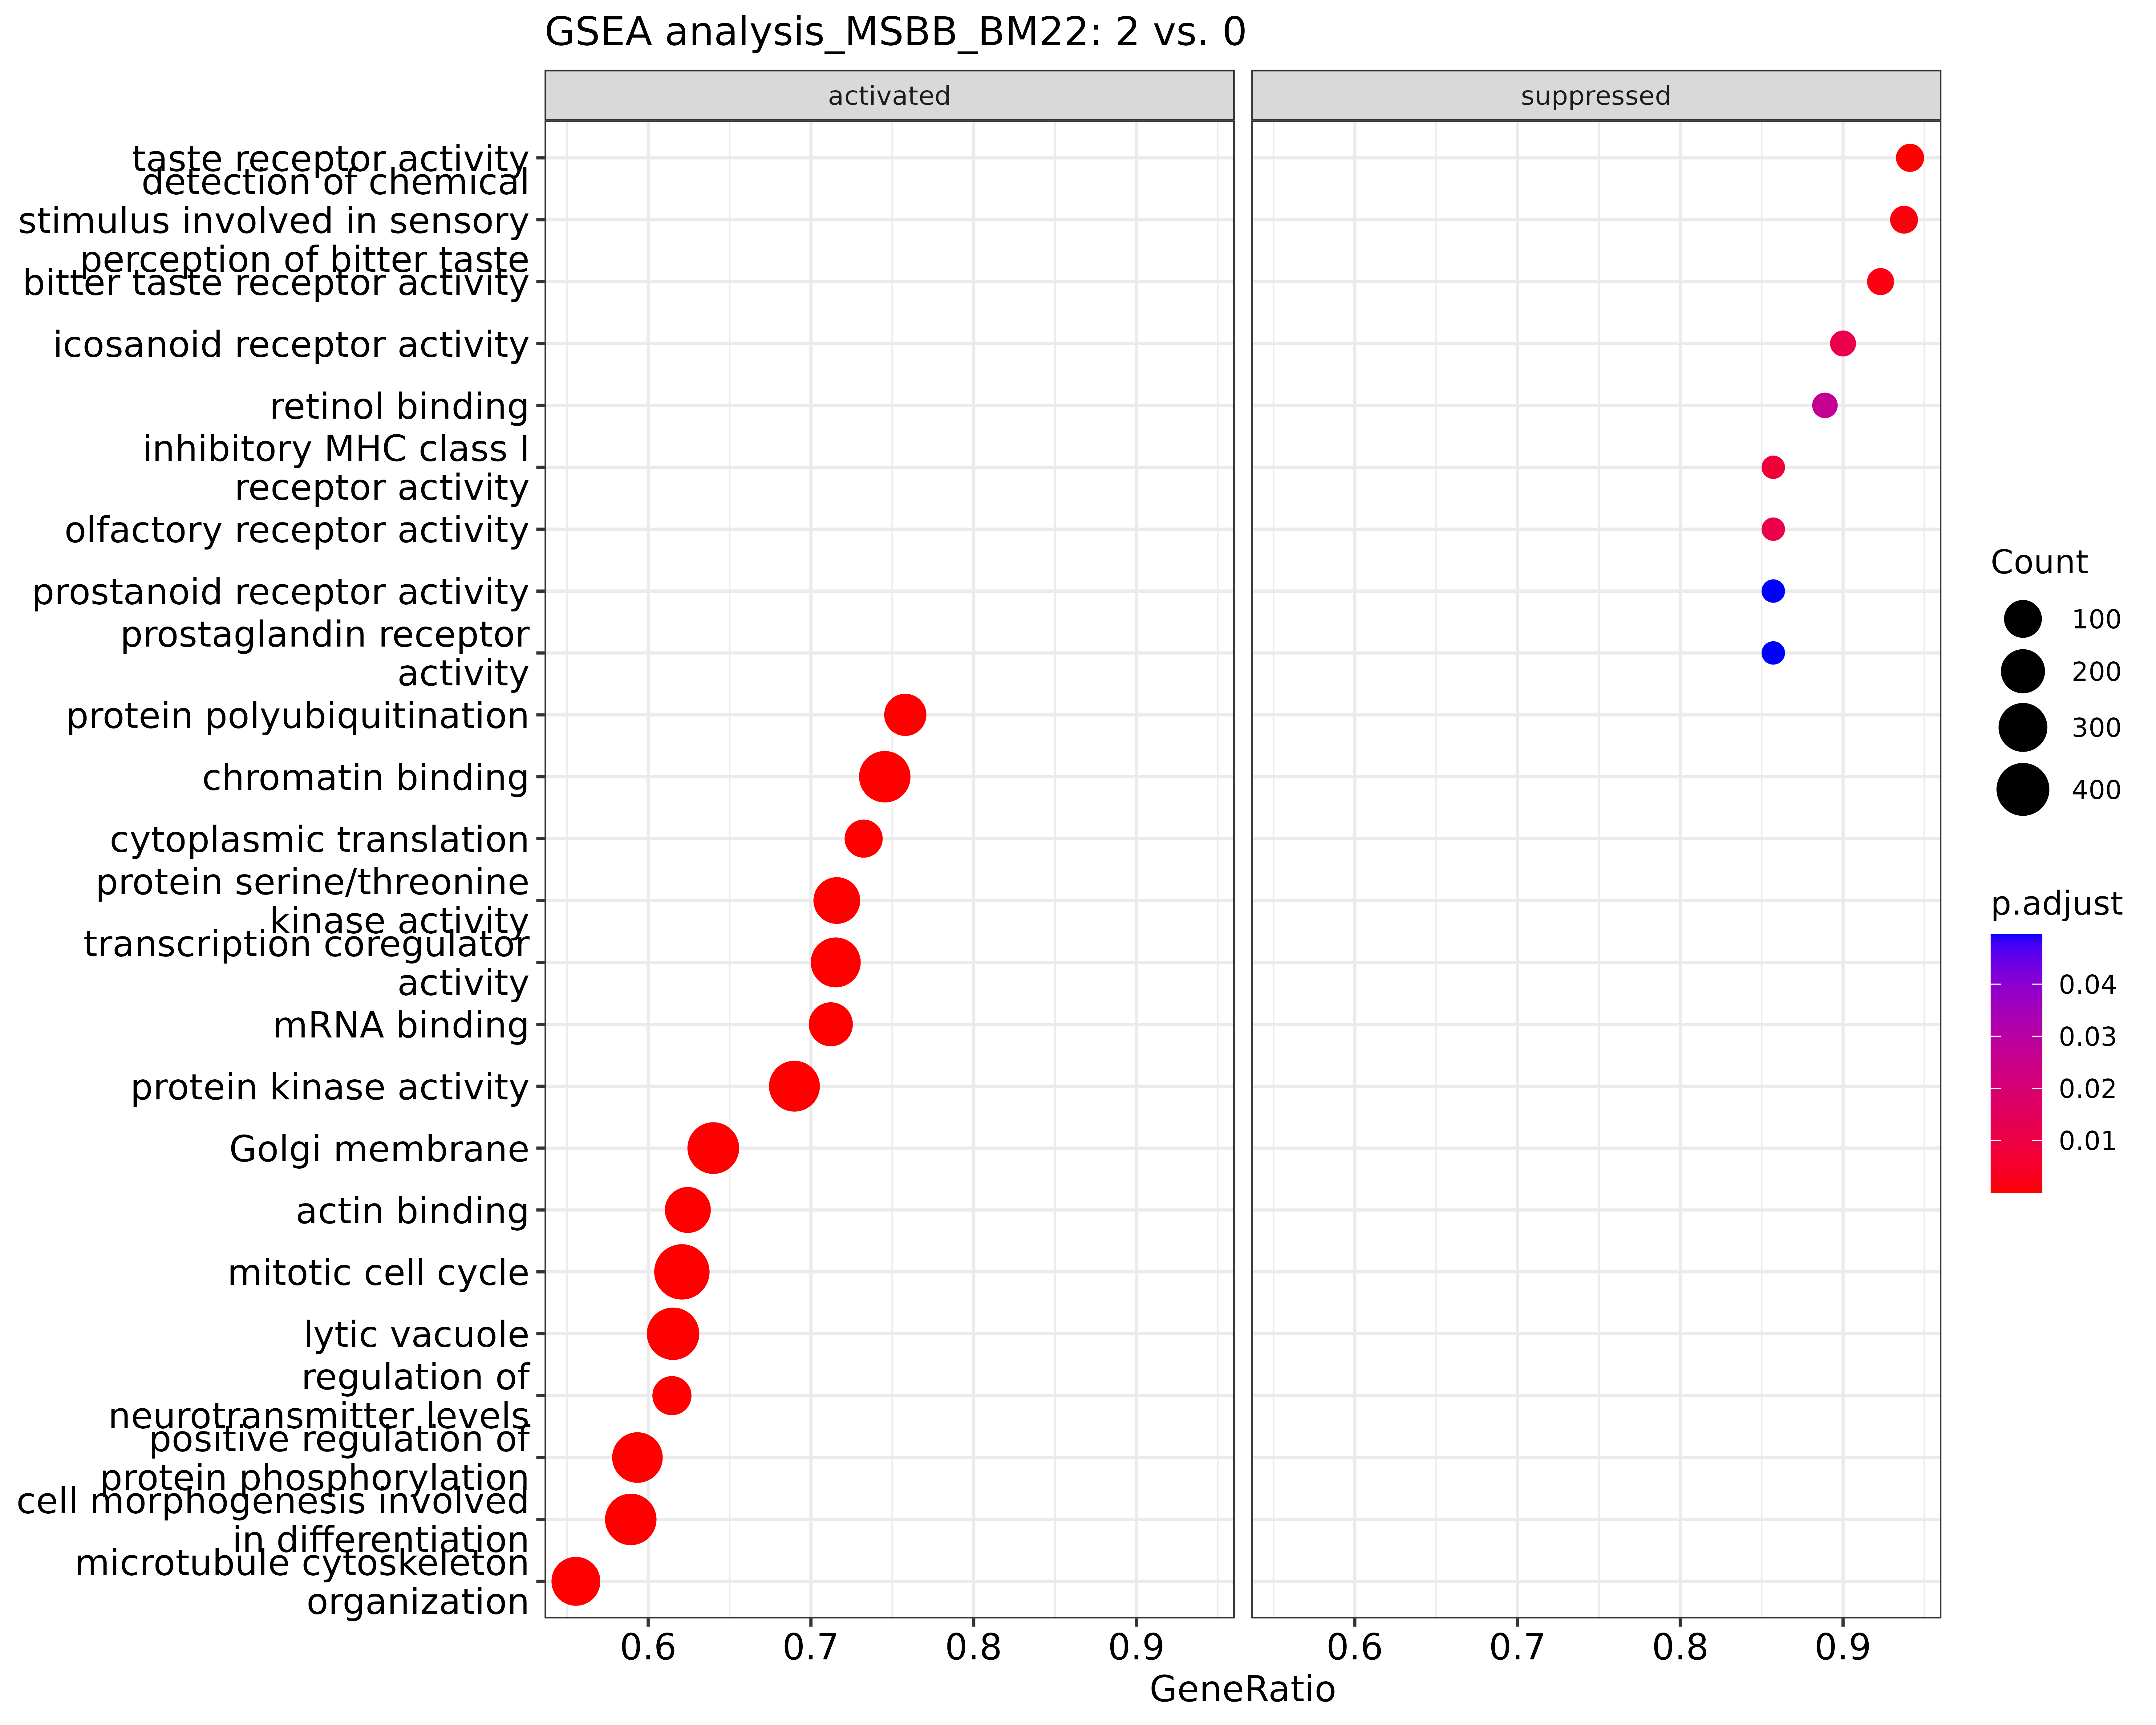 GSEA analysis_MSBB_BM22: 2 vs. 0
activated
suppressed
taste receptor activity
detection of chemical
stimulus involved in sensory
perception of bitter taste
bitter taste receptor activity
icosanoid receptor activity
retinol binding
inhibitory MHC class I
receptor activity
olfactory receptor activity
prostanoid receptor activity
prostaglandin receptor
activity
protein polyubiquitination
chromatin binding
cytoplasmic translation
protein serine/threonine
kinase activity
transcription coregulator
activity
mRNA binding
protein kinase activity
Golgi membrane
actin binding
mitotic cell cycle
lytic vacuole
regulation of
neurotransmitter levels
positive regulation of
protein phosphorylation
cell morphogenesis involved
in differentiation
microtubule cytoskeleton
organization
0.6 0.7 0.8 0.9
0.6 0.7 0.8 0.9
GeneRatio
Count
100
200
300
400
p.adjust
0.04
0.03
0.02
0.01